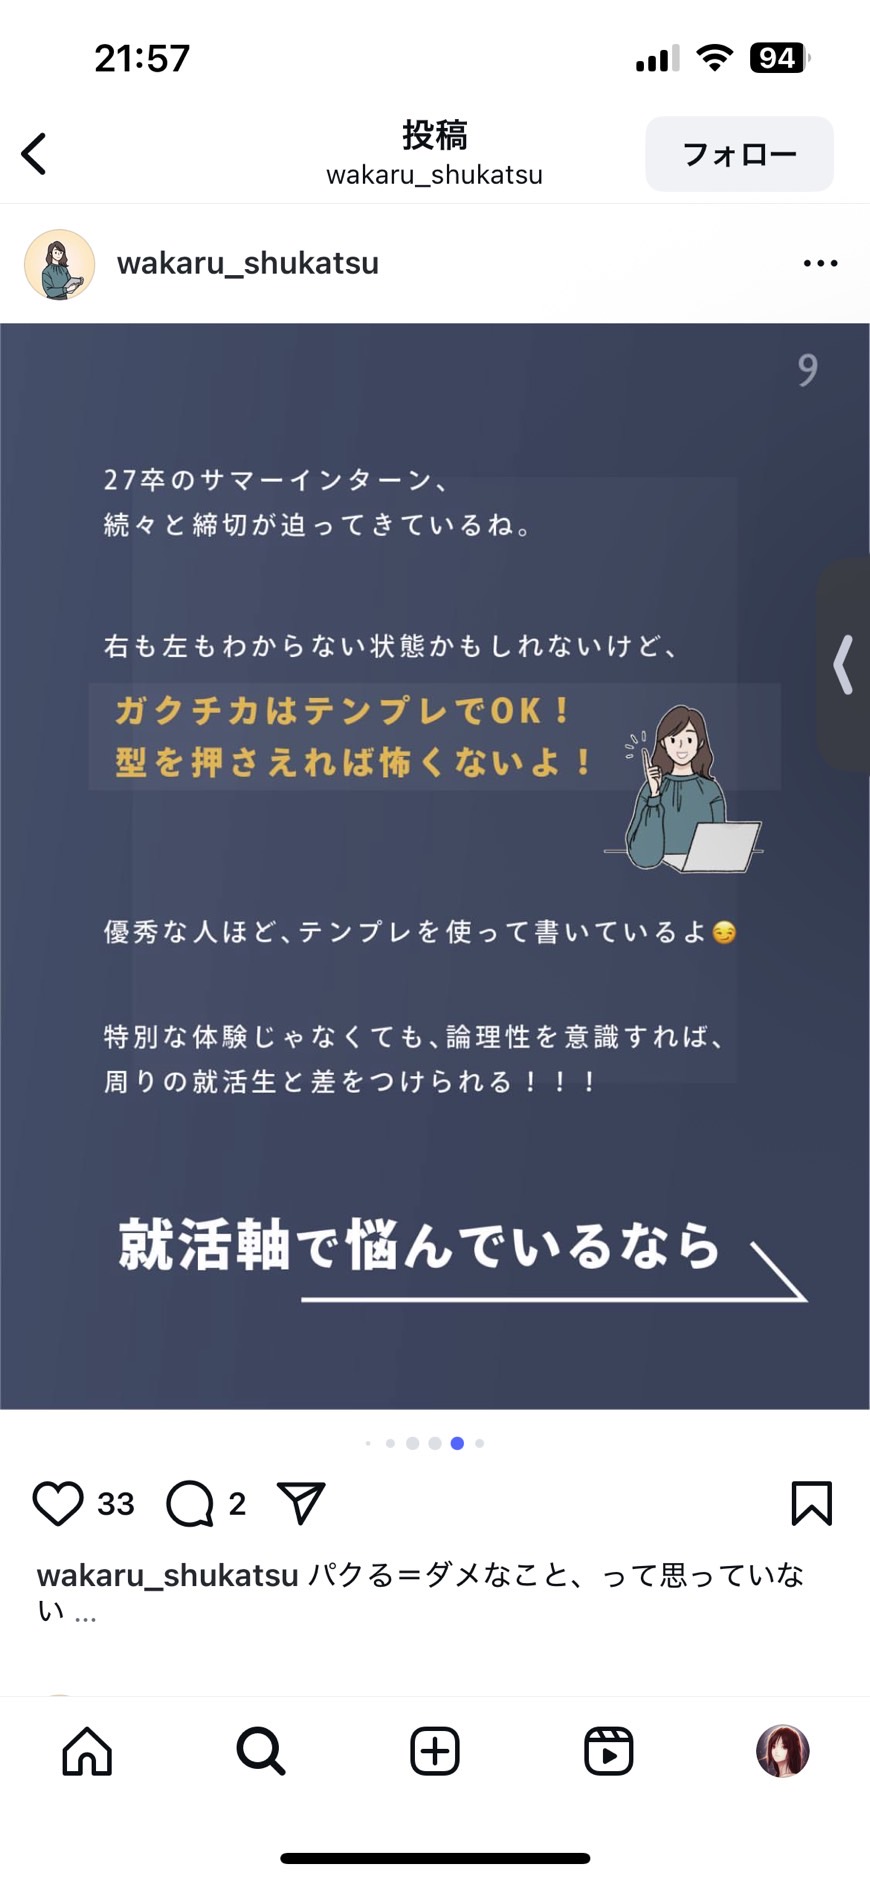 21:57
94
投稿
wakaru_shukatsu
フォロー
wakaru_shukatsu
9
27卒のサマーインターン、
続々と締切が迫ってきているね。
右も左もわからない状態かもしれないけど、
ガクチカはテンプレでOK！
型を押さえれば怖くないよ！
優秀な人ほど、テンプレを使って書いているよ😏
特別な体験じゃなくても、論理性を意識すれば、
周りの就活生と差をつけられる！！！
就活軸で悩んでいるなら
33
2
wakaru_shukatsu パクる＝ダメなこと、って思っていな
い ...